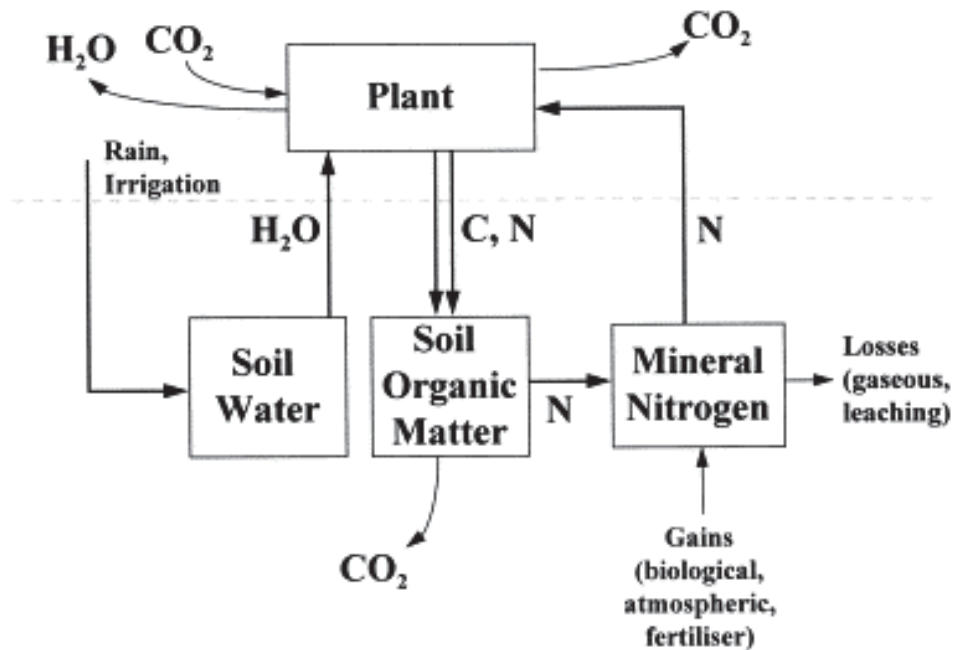 H₂O
CO₂
CO₂
Plant
Rain,
Irrigation
H₂O
C, N
N
Soil
Water
Soil
Organic
Matter
N
Mineral
Nitrogen
Losses
(gaseous,
leaching)
CO₂
Gains
(biological,
atmospheric,
fertiliser)